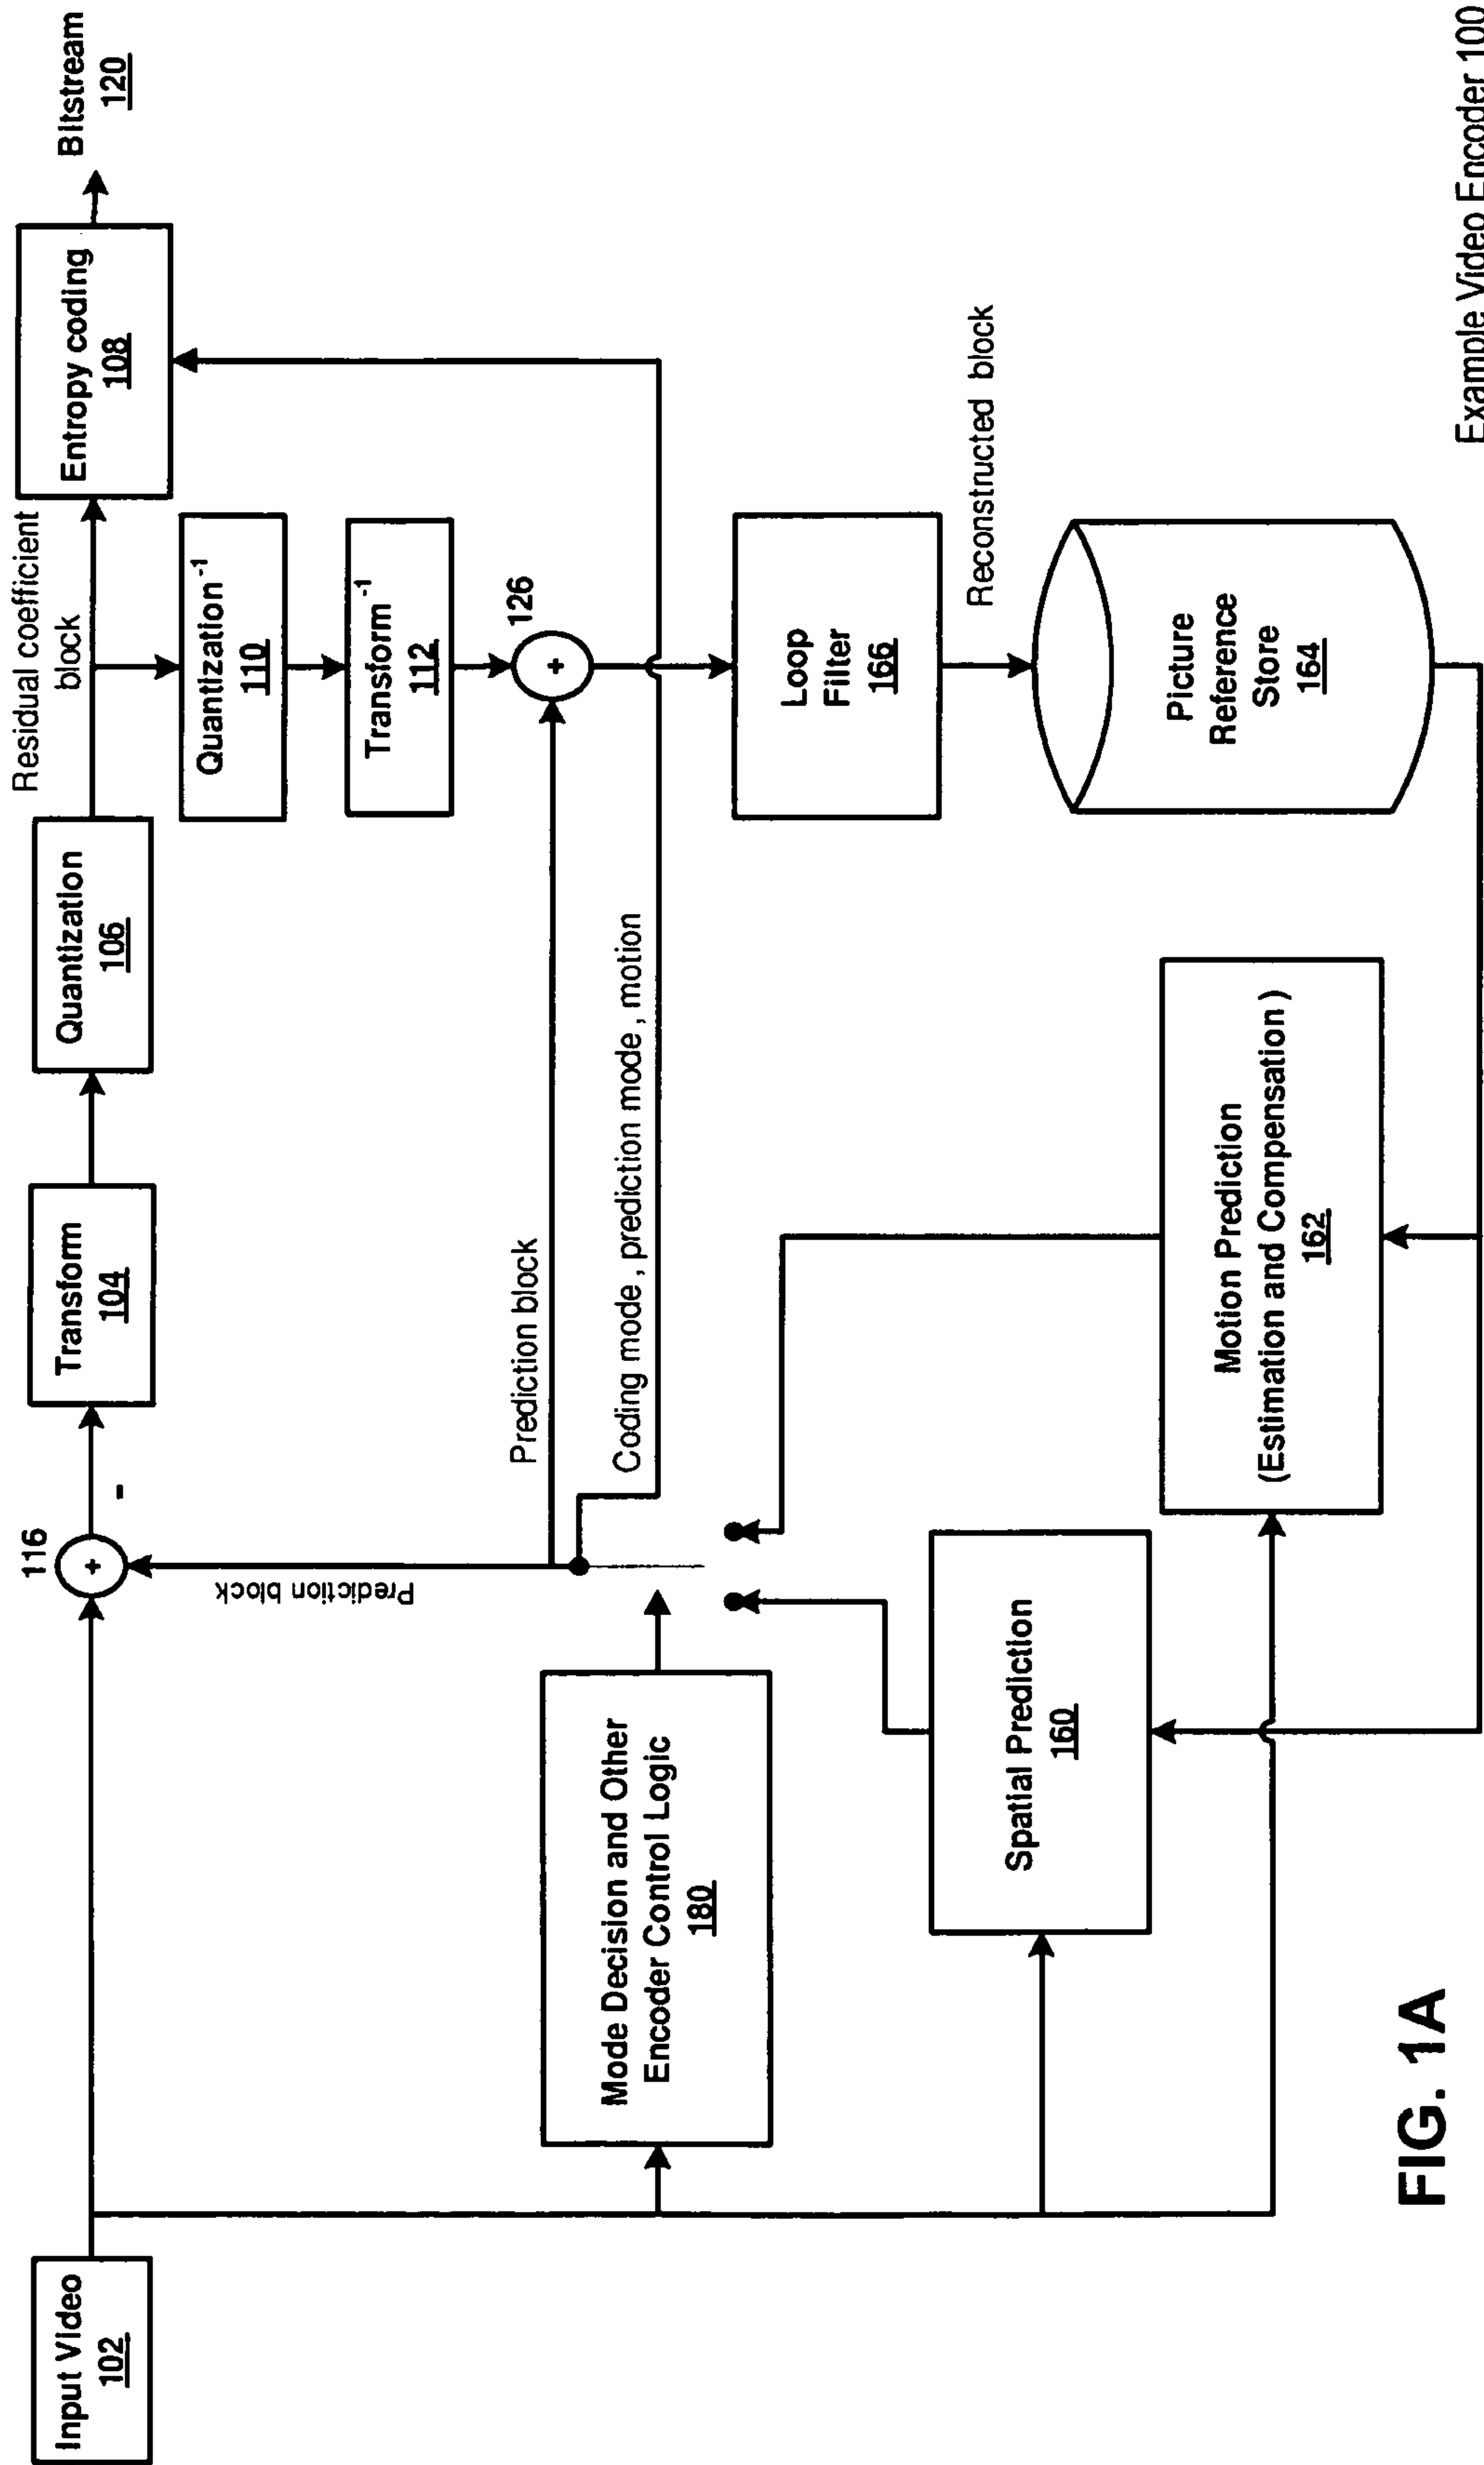 Input Video
102
116
+
-
Transform
104
Quantization
106
Residual coefficient
block
Entropy coding
108
Bitstream
120
Quantization-1
110
Transform-1
112
126
+
Prediction block
Prediction block
Coding mode, prediction mode, motion
Mode Decision and Other
Encoder Control Logic
180
Spatial Prediction
160
Motion Prediction
(Estimation and Compensation)
162
Loop
Filter
166
Reconstructed block
Picture
Reference
Store
164
FIG. 1A
Example Video Encoder 100